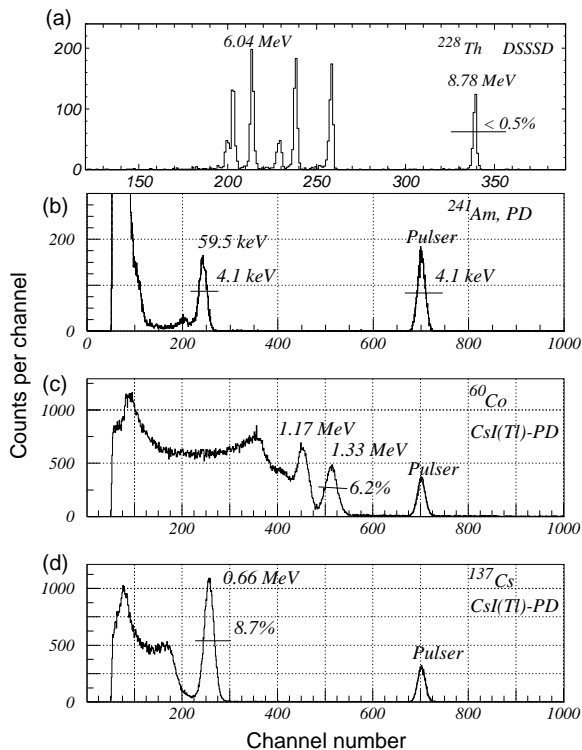 (a)
200
100
0
6.04 MeV
228Th DSSSD
8.78 MeV
< 0.5%
150 200 250 300 350
(b)
200
0
241Am, PD
59.5 keV
4.1 keV
Pulser
4.1 keV
0 200 400 600 800 1000
Counts per channel
(c)
1000
500
0
60Co
CsI(Tl)-PD
1.17 MeV
1.33 MeV
6.2%
Pulser
200 400 600 800 1000
(d)
1000
500
0
137Cs
CsI(Tl)-PD
0.66 MeV
8.7%
Pulser
0 200 400 600 800 1000
Channel number